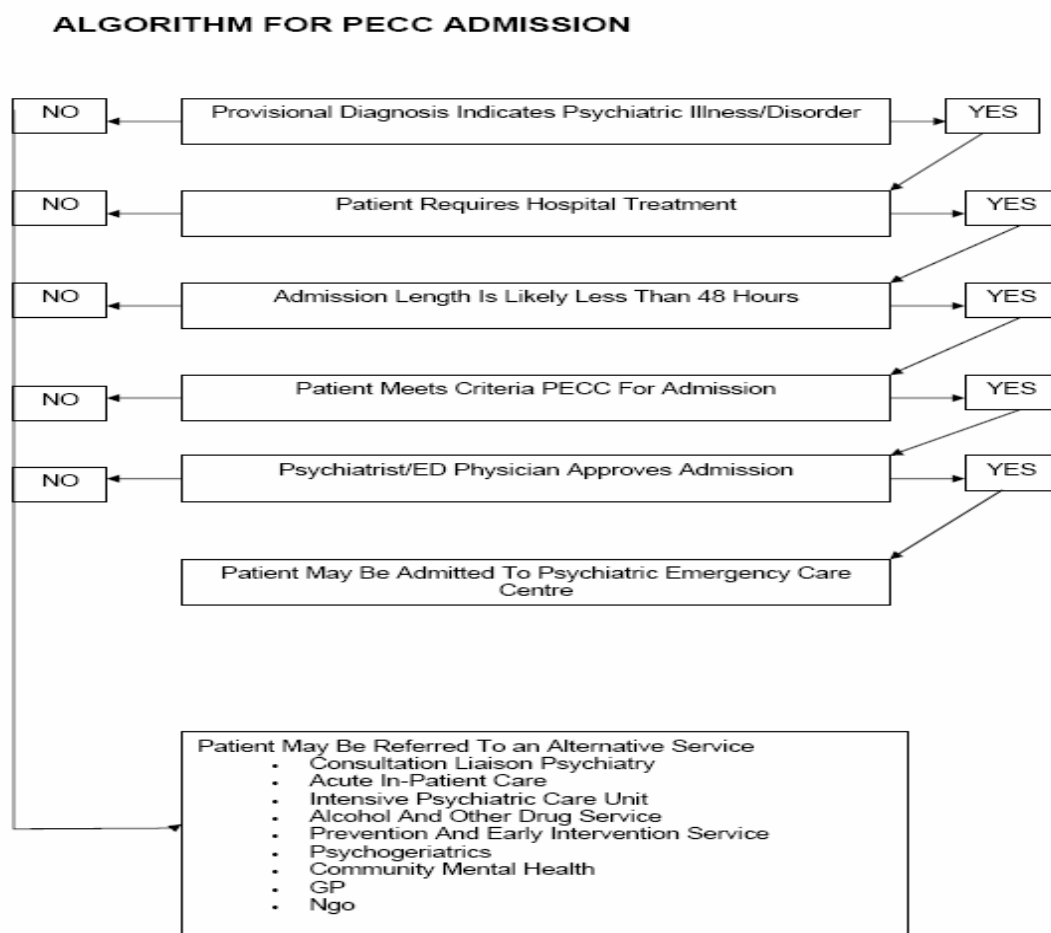 ALGORITHM FOR PECC ADMISSION
NO
Provisional Diagnosis Indicates Psychiatric Illness/Disorder
YES
NO
Patient Requires Hospital Treatment
YES
NO
Admission Length Is Likely Less Than 48 Hours
YES
NO
Patient Meets Criteria PECC For Admission
YES
NO
Psychiatrist/ED Physician Approves Admission
YES
Patient May Be Admitted To Psychiatric Emergency Care
Centre
Patient May Be Referred To an Alternative Service
• Consultation Liaison Psychiatry
• Acute In-Patient Care
• Intensive Psychiatric Care Unit
• Alcohol And Other Drug Service
• Prevention And Early Intervention Service
• Psychogeriatrics
• Community Mental Health
• GP
• Ngo